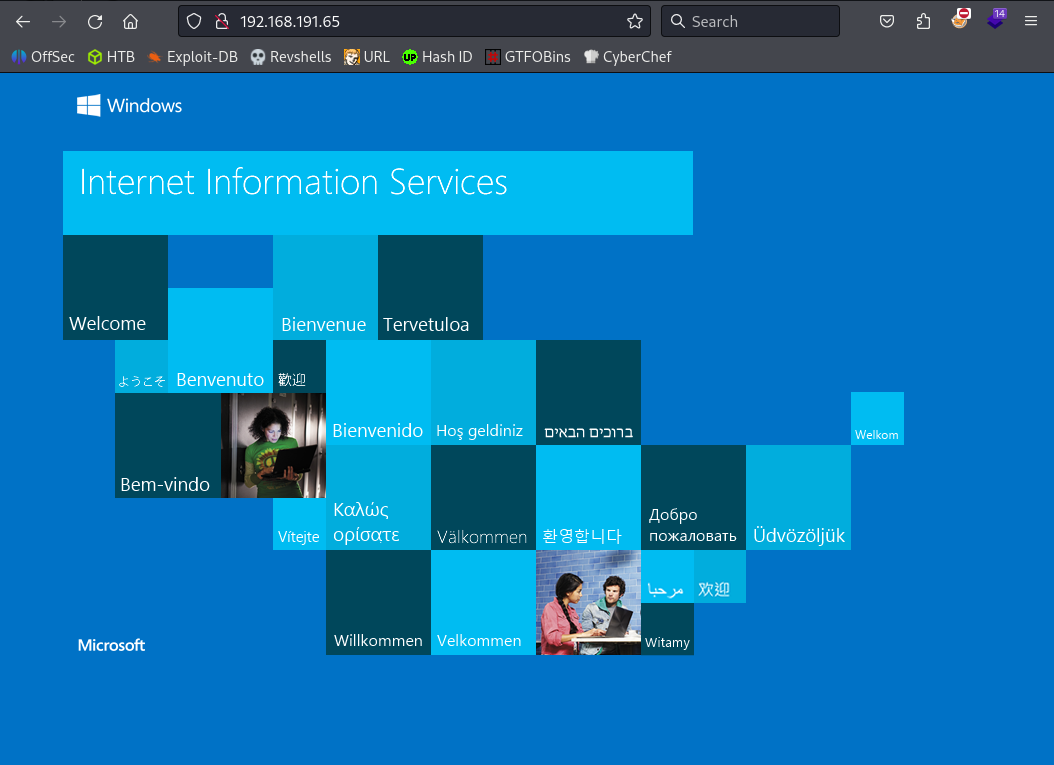 192.168.191.65
Search
14
OffSec
HTB
Exploit-DB
Revshells
URL
up
Hash ID
GTFOBins
CyberChef
Windows
Internet Information Services
Welcome
Bienvenue
Tervetuloa
ようこそ
Benvenuto
歡迎
Bienvenido
Hoş geldiniz
ברוכים הבאים
Welkom
Bem-vindo
Vítejte
Καλώς
ορίσατε
Välkommen
환영합니다
Добро
пожаловать
Üdvözöljük
مرحبا
欢迎
Willkommen
Velkommen
Witamy
Microsoft